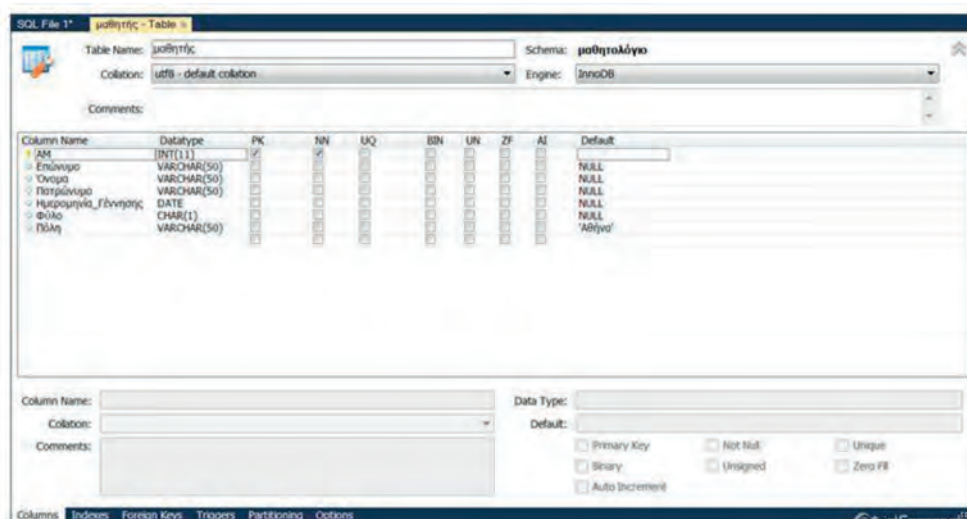 SQL File 1* μαθητής - Table
Table Name: μαθητής Schema: μαθητολόγιο
Collation: utf8 - default collation Engine: InnoDB
Comments:
Column Name Datatype PK NN UQ BIN UN ZF AI Default
ΑΜ INT(11)
Επώνυμο VARCHAR(50) NULL
Όνομα VARCHAR(50) NULL
Πατρώνυμο VARCHAR(50) NULL
Ημερομηνία_Γέννησης DATE NULL
Φύλο CHAR(1) NULL
Πόλη VARCHAR(50) 'Αθήνα'
Column Name: Data Type:
Collation: Default:
Comments: Primary Key Not Null Unique
Binary Unsigned Zero Fill
Auto Increment
Columns Indexes Foreign Keys Triggers Partitioning Options